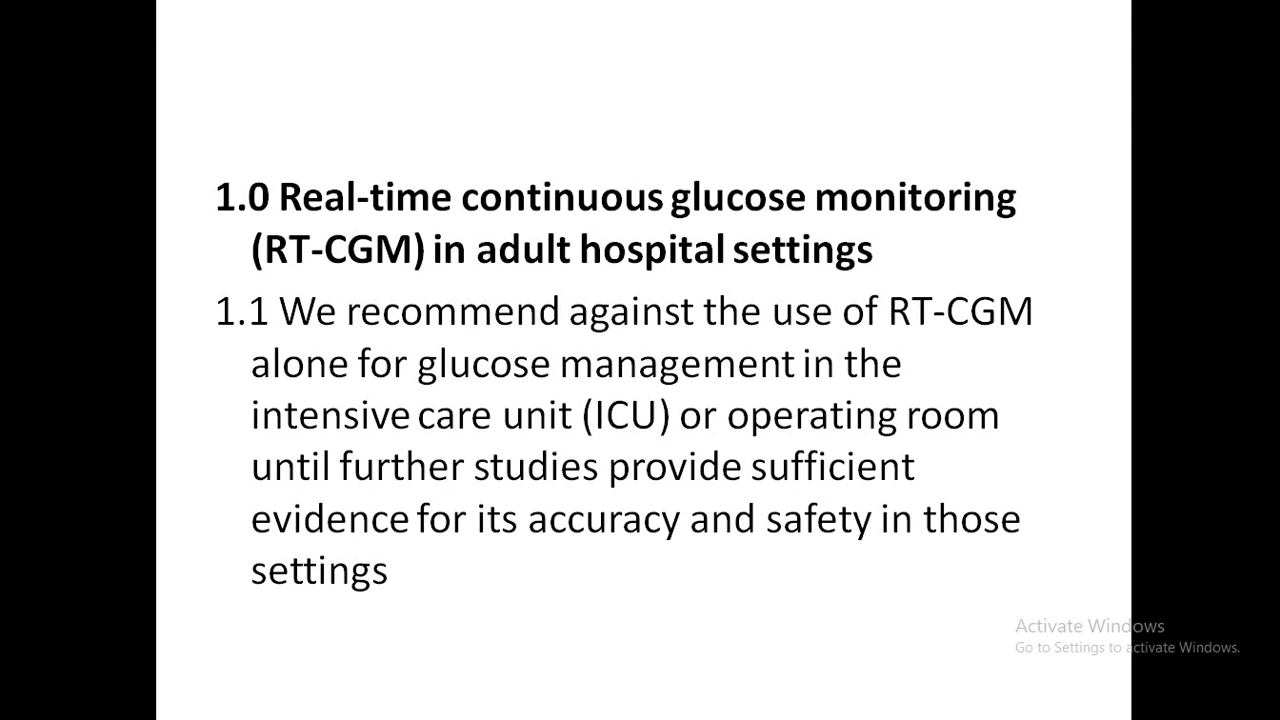 1.0 Real-time continuous glucose monitoring
(RT-CGM) in adult hospital settings
1.1 We recommend against the use of RT-CGM
alone for glucose management in the
intensive care unit (ICU) or operating room
until further studies provide sufficient
evidence for its accuracy and safety in those
settings
Activate Windows
Go to Settings to activate Windows.